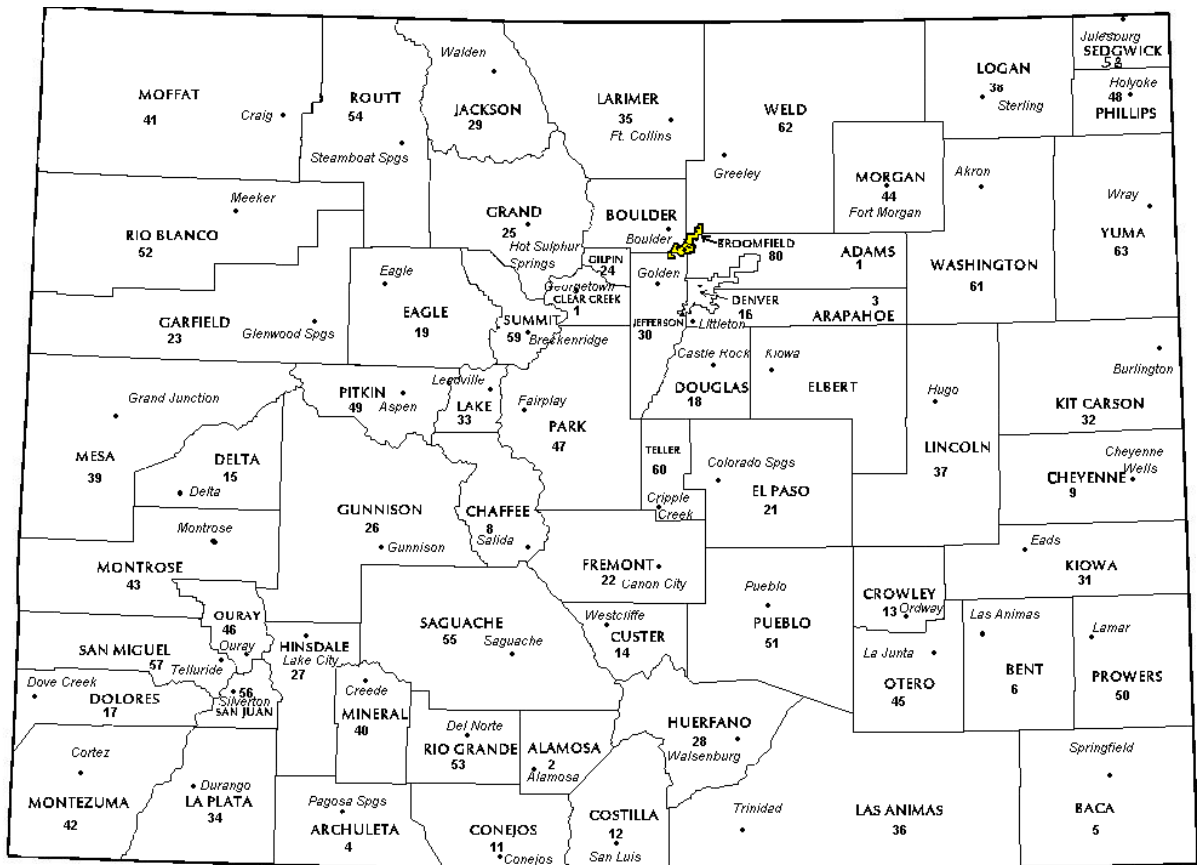 Julesburg
SEDGWICK
58
Walden
LOGAN
38
Sterling
Holyoke
48
PHILLIPS
MOFFAT
41
Craig
ROUTT
54
Steamboat Spgs
JACKSON
29
LARIMER
35
Ft. Collins
WELD
62
Greeley
MORGAN
44
Fort Morgan
Akron
Wray
YUMA
63
Meeker
RIO BLANCO
52
GRAND
25
Hot Sulphur
Springs
BOULDER
Boulder
BROOMFIELD
80
ADAMS
1
WASHINGTON
61
GILPIN
24
Golden
Eagle
EAGLE
19
Georgetown
CLEAR CREEK
1
DENVER
16
3
ARAPAHOE
GARFIELD
23
Glenwood Spgs
SUMMIT
59
Breckenridge
JEFFERSON
30
Littleton
Castle Rock
DOUGLAS
18
Kiowa
ELBERT
Hugo
Burlington
KIT CARSON
32
PITKIN
49
Aspen
Leadville
LAKE
33
Fairplay
PARK
47
Grand Junction
MESA
39
DELTA
15
Delta
TELLER
60
Cripple
Creek
Colorado Spgs
EL PASO
21
LINCOLN
37
Cheyenne
Wells
CHEYENNE
9
GUNNISON
26
Gunnison
CHAFFEE
8
Salida
Montrose
MONTROSE
43
FREMONT
22
Canon City
Eads
KIOWA
31
Pueblo
PUEBLO
51
CROWLEY
13
Ordway
OURAY
46
Ouray
HINSDALE
Lake City
27
SAGUACHE
55
Saguache
Westcliffe
CUSTER
14
Las Animas
BENT
6
Lamar
PROWERS
50
SAN MIGUEL
57
Telluride
La Junta
OTERO
45
Dove Creek
DOLORES
17
56
Silverton
SAN JUAN
Creede
MINERAL
40
Del Norte
RIO GRANDE
53
ALAMOSA
2
Alamosa
HUERFANO
28
Walsenburg
Cortez
MONTEZUMA
42
Durango
LA PLATA
34
Pagosa Spgs
ARCHULETA
4
CONEJOS
11
Conejos
COSTILLA
12
San Luis
Trinidad
LAS ANIMAS
36
Springfield
BACA
5